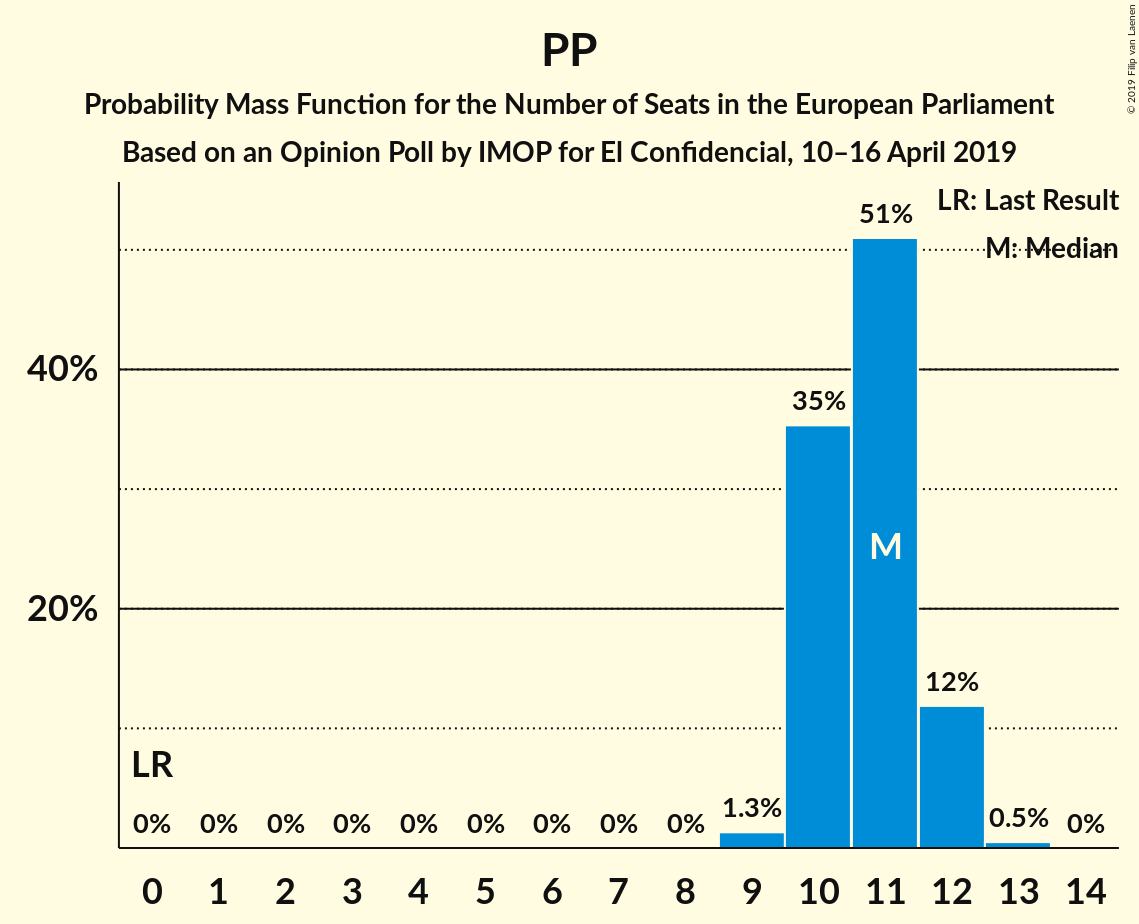 PP
Probability Mass Function for the Number of Seats in the European Parliament
Based on an Opinion Poll by IMOP for El Confidencial, 10–16 April 2019
© 2019 Filip van Laenen
LR: Last Result
M: Median
51%
40%
35%
M
20%
12%
LR
0% 0% 0% 0% 0% 0% 0% 0% 0% 1.3% 0.5% 0%
0 1 2 3 4 5 6 7 8 9 10 11 12 13 14